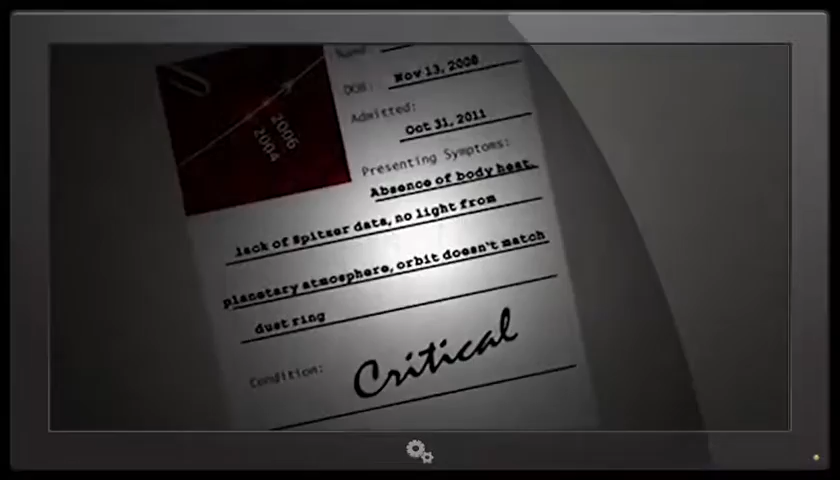 Name:
DOB: Nov 13, 2008
Admitted:
Oct 31, 2011
2006
2004
Presenting Symptoms:
Absence of body heat,
lack of Spitzer data, no light from
planetary atmosphere, orbit doesn't match
dust ring
Condition: Critical